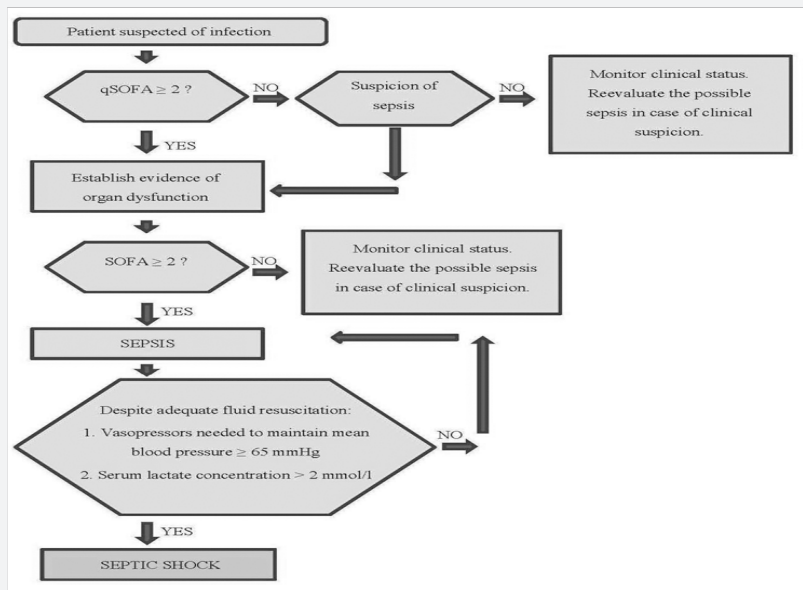 Patient suspected of infection
qSOFA ≥ 2 ?
NO
Suspicion of
sepsis
NO
Monitor clinical status.
Reevaluate the possible
sepsis in case of clinical
suspicion.
YES
Establish evidence of
organ dysfunction
SOFA ≥ 2 ?
NO
Monitor clinical status.
Reevaluate the possible sepsis
in case of clinical suspicion.
YES
SEPSIS
Despite adequate fluid resuscitation:
1. Vasopressors needed to maintain mean
blood pressure ≥ 65 mmHg
2. Serum lactate concentration > 2 mmol/l
NO
YES
SEPTIC SHOCK